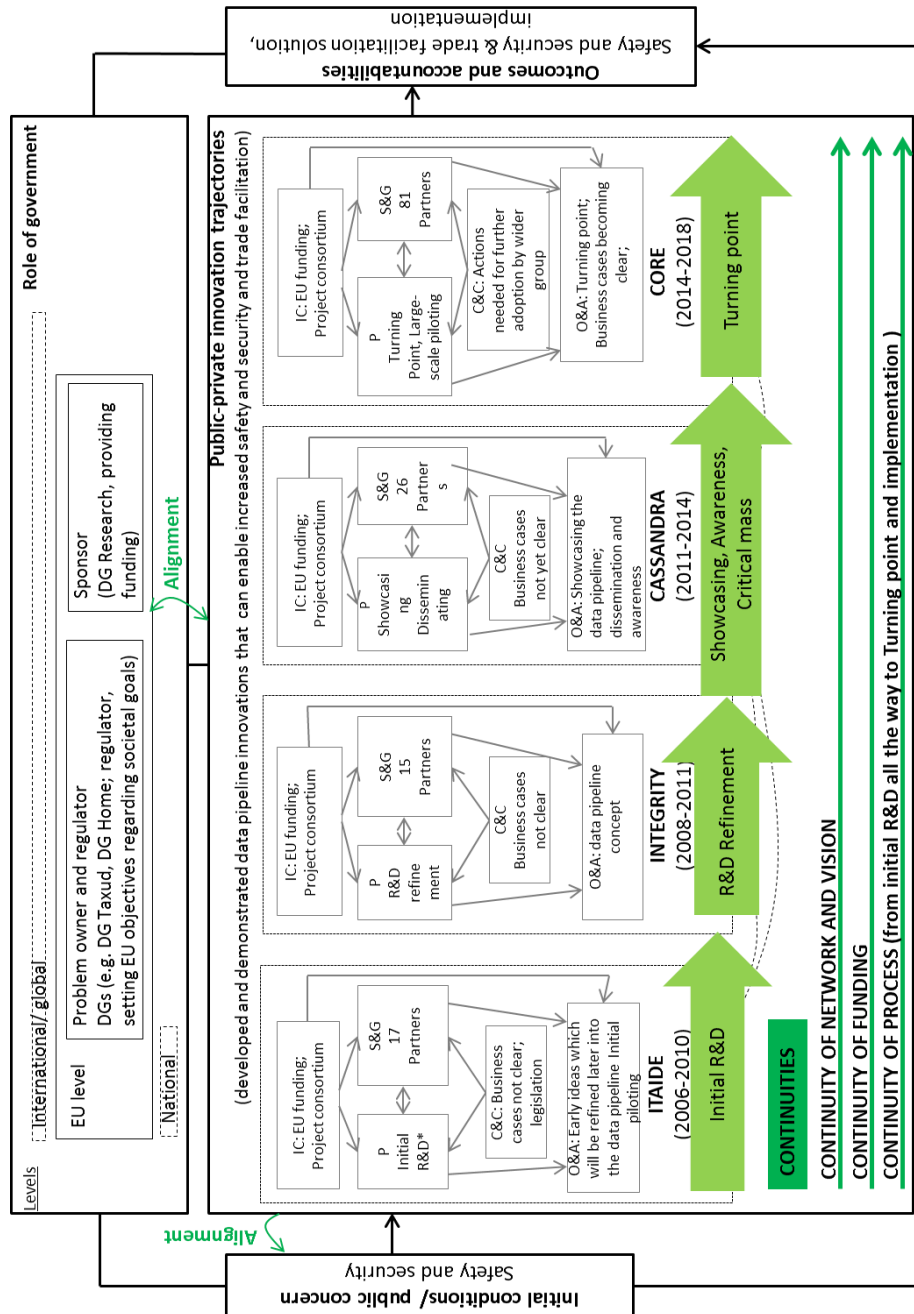 Initial conditions/ public concern
Safety and security
Alignment
Levels
Role of government
International/ global
EU level
Problem owner and regulator
DGs (e.g. DG Taxud, DG Home; regulator,
setting EU objectives regarding societal goals)
Sponsor
(DG Research, providing
funding)
National
Alignment
Public-private innovation trajectories
(developed and demonstrated data pipeline innovations that can enable increased safety and security and trade facilitation)
IC: EU funding;
Project consortium
P
Initial
R&D*
S&G
17
Partners
C&C: Business
cases not clear;
legislation
O&A: Early ideas which
will be refined later into
the data pipeline Initial
piloting
ITAIDE
(2006-2010)
Initial R&D
IC: EU funding;
Project consortium
P
R&D
refine
ment
S&G
15
Partners
C&C
Business cases
not clear
O&A: data pipeline
concept
INTEGRITY
(2008-2011)
R&D Refinement
IC: EU funding;
Project consortium
P
Showcasi
ng
Dissemin
ating
S&G
26
Partner
s
C&C
Business cases
not yet clear
O&A: Showcasing the
data pipeline;
dissemination and
awareness
CASSANDRA
(2011-2014)
Showcasing, Awareness,
Critical mass
IC: EU funding;
Project consortium
P
Turning
Point, Large-
scale piloting
S&G
81
Partners
C&C: Actions
needed for further
adoption by wider
group
O&A: Turning point;
Business cases becoming
clear;
CORE
(2014-2018)
Turning point
CONTINUITIES
CONTINUITY OF NETWORK AND VISION
CONTINUITY OF FUNDING
CONTINUITY OF PROCESS (from initial R&D all the way to Turning point and implementation )
Outcomes and accountabilities
Safety and security & trade facilitation solution,
implementation